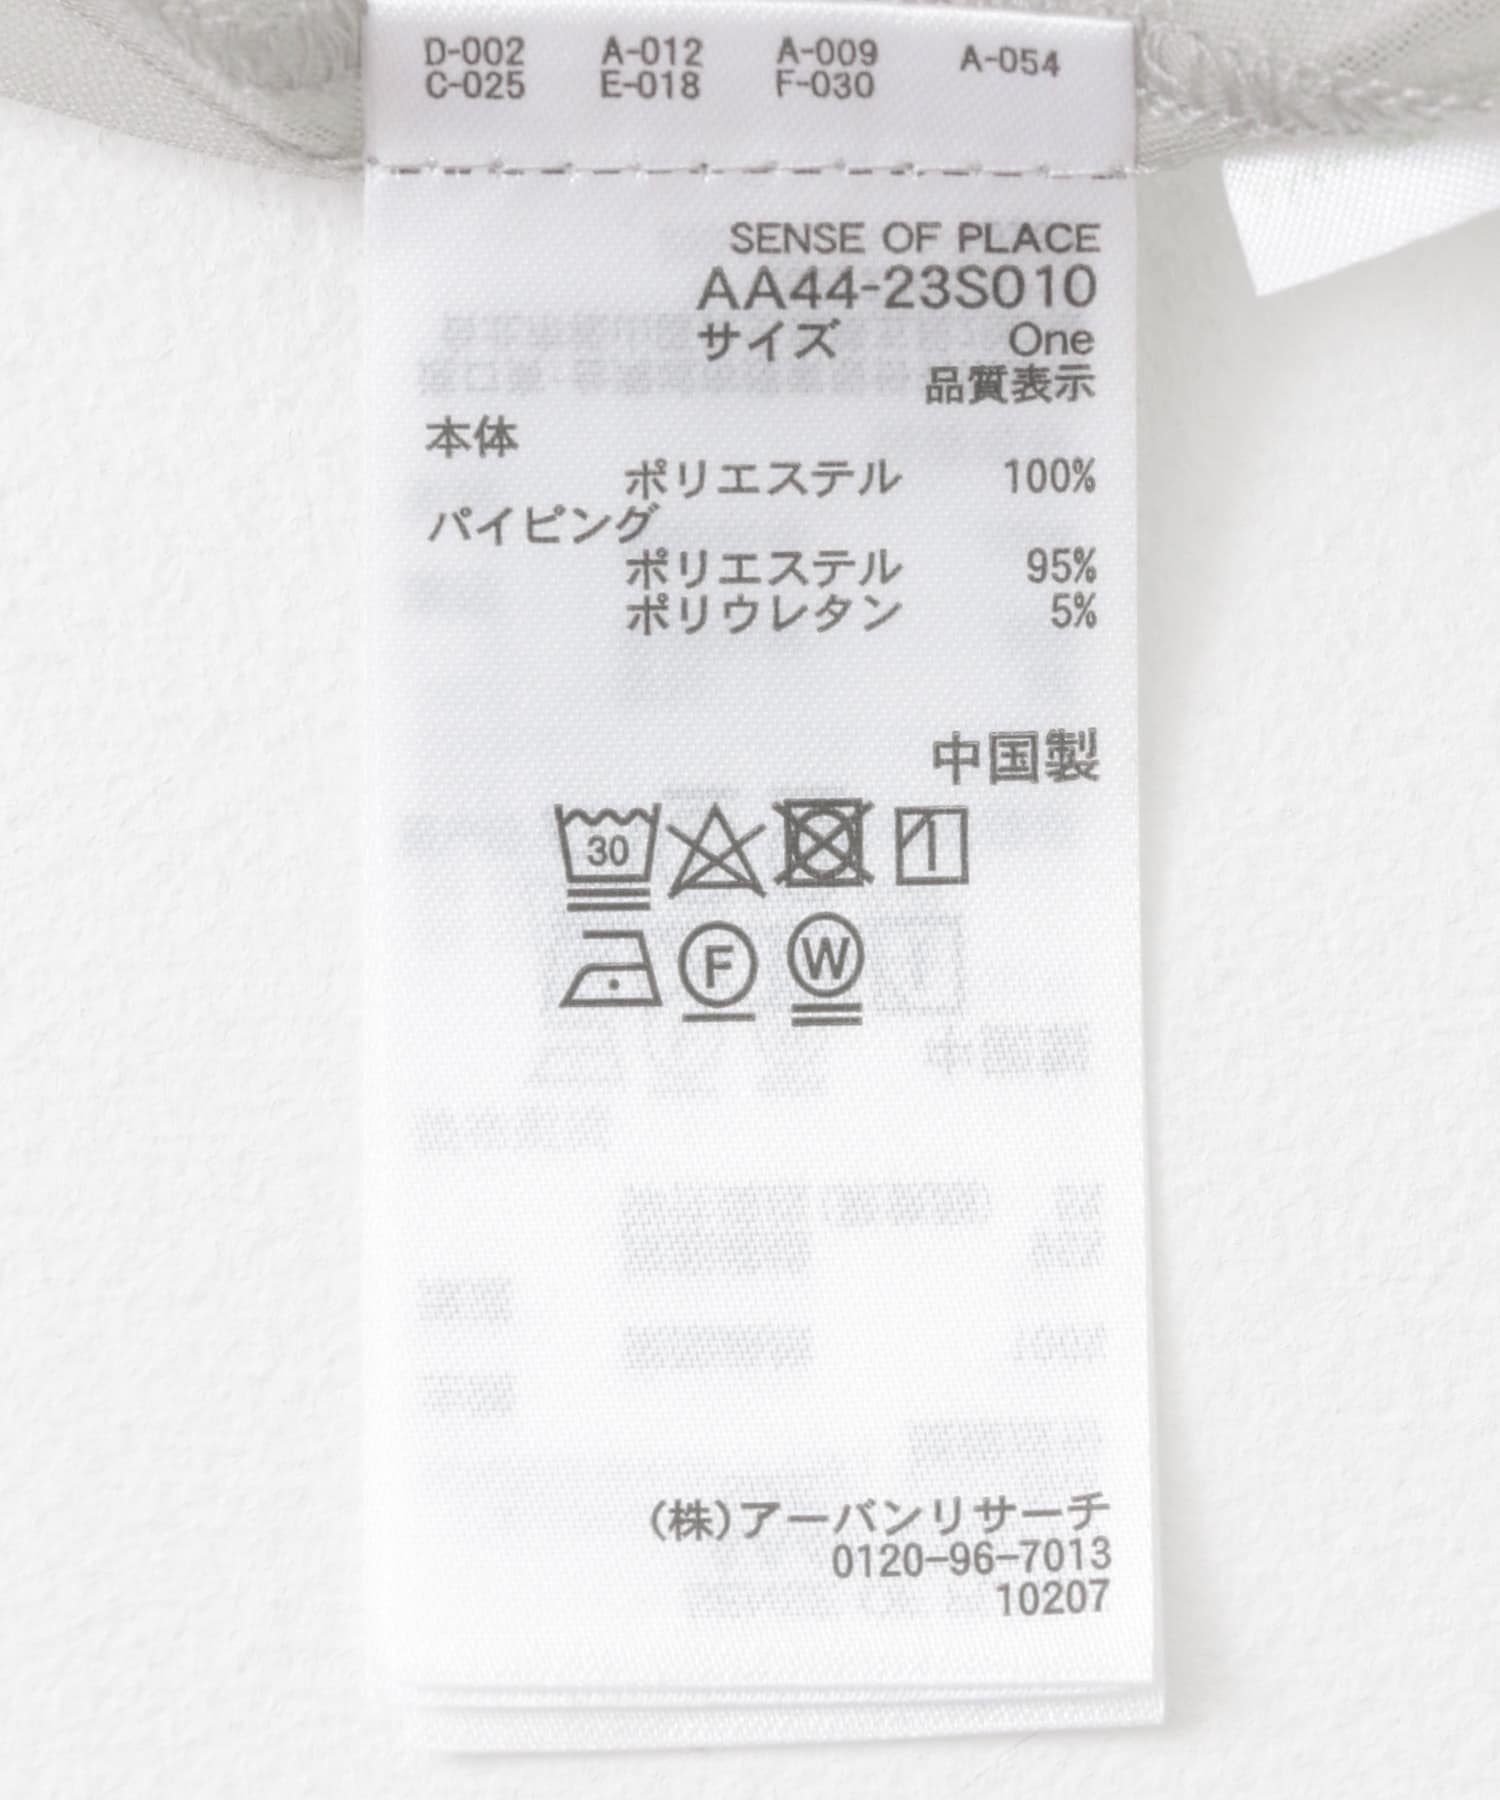 D-002 A-012 A-009 A-054
C-025 E-018 F-030
SENSE OF PLACE
AA44-23S010
サイズ One
品質表示
本体
ポリエステル 100%
パイピング
ポリエステル 95%
ポリウレタン 5%
中国製
30
F W
(株)アーバンリサーチ
0120-96-7013
10207